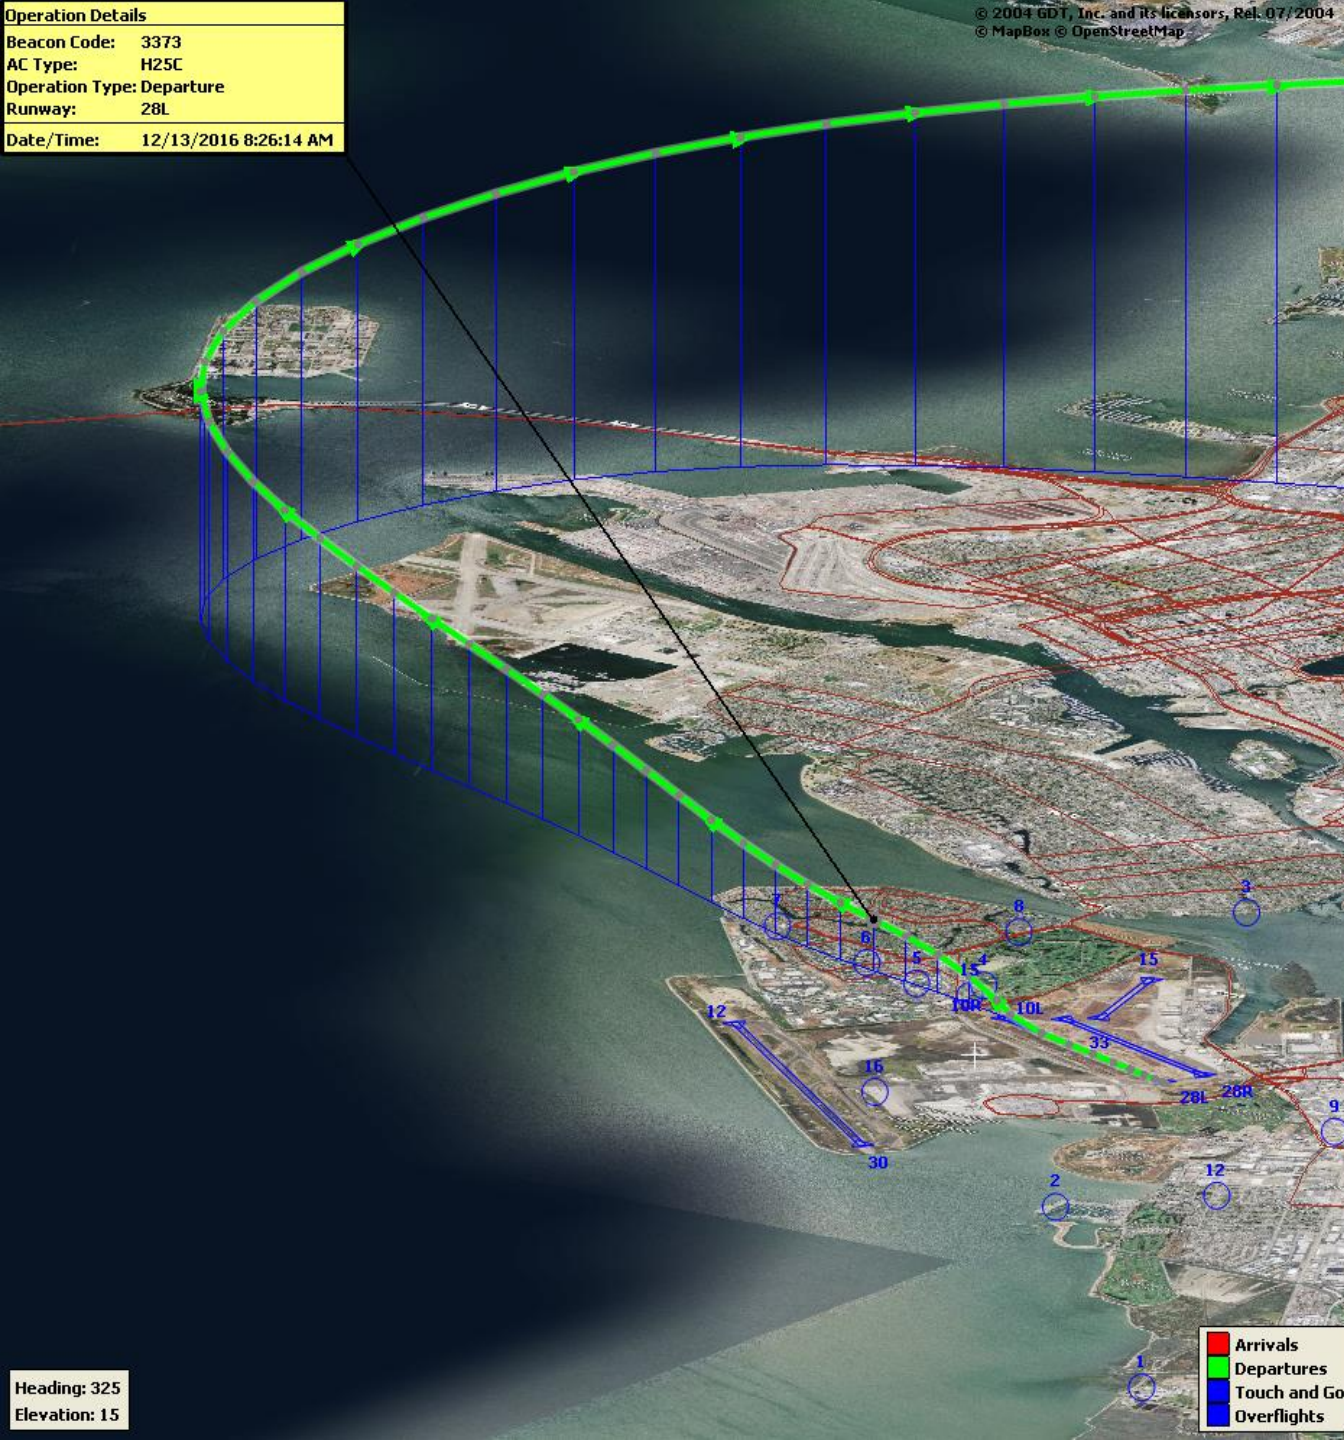 Operation Details
Beacon Code: 3373
AC Type: H25C
Operation Type: Departure
Runway: 28L
Date/Time: 12/13/2016 8:26:14 AM
© 2004 GDT, Inc. and its licensors, Rel. 07/2004
© MapBox © OpenStreetMap
3
7
8
6
5
4
15
15
10R
10L
12
33
16
28L
28R
9
30
12
2
1
Heading: 325
Elevation: 15
Arrivals
Departures
Touch and Go
Overflights